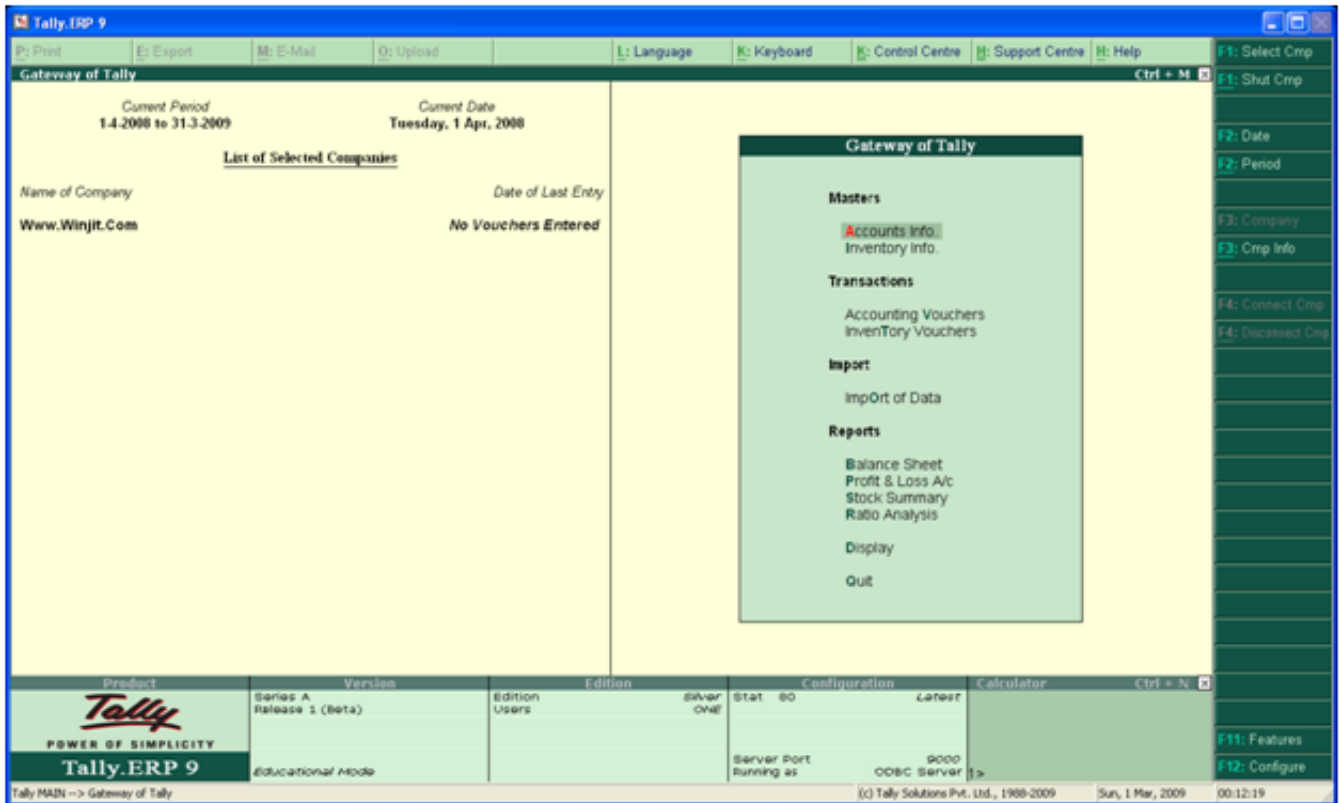 Tally.ERP 9
P: Print E: Export M: E-Mail O: Upload L: Language K: Keyboard K: Control Centre H: Support Centre H: Help
Gateway of Tally Ctrl + M
Current Period Current Date
1-4-2008 to 31-3-2009 Tuesday, 1 Apr, 2008
List of Selected Companies
Name of Company Date of Last Entry
Www.Winjit.Com No Vouchers Entered
Gateway of Tally
Masters
Accounts Info.
Inventory Info.
Transactions
Accounting Vouchers
InvenTory Vouchers
Import
ImpOrt of Data
Reports
Balance Sheet
Profit & Loss A/c
Stock Summary
Ratio Analysis
Display
Quit
F1: Select Cmp
F1: Shut Cmp
F2: Date
F2: Period
F3: Company
F3: Cmp Info
F4: Connect Cmp
F4: Disconnect Cmp
F11: Features
F12: Configure
Product Version Edition Configuration Calculator Ctrl + N
Tally
POWER OF SIMPLICITY
Tally.ERP 9
Series A
Release 1 (Beta)
Educational Mode
Edition Silver
Users ONE
Stat 80 Latest
Server Port 9000
Running as ODBC Server
1>
Tally MAIN --> Gateway of Tally (c) Tally Solutions Pvt. Ltd., 1988-2009 Sun, 1 Mar, 2009 00:12:19